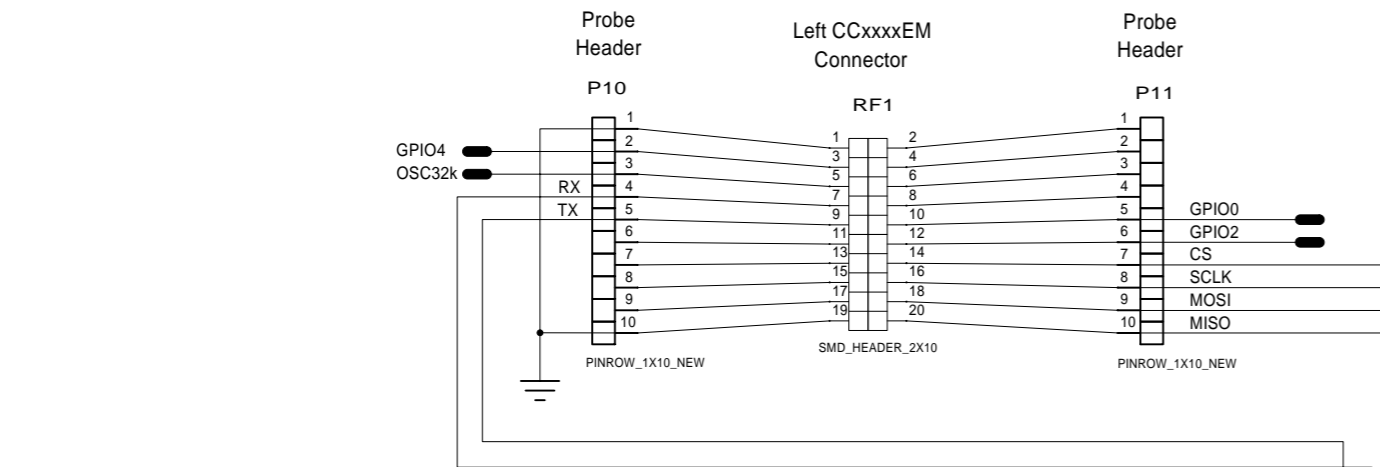 Probe
Header
Left CCxxxxEM
Connector
Probe
Header
P10
RF1
P11
1
2
3
4
5
6
7
8
9
10
GPIO4
OSC32k
RX
TX
1 2
3 4
5 6
7 8
9 10
11 12
13 14
15 16
17 18
19 20
1
2
3
4
5 GPIO0
6 GPIO2
7 CS
8 SCLK
9 MOSI
10 MISO
PINROW_1X10_NEW
SMD_HEADER_2X10
PINROW_1X10_NEW